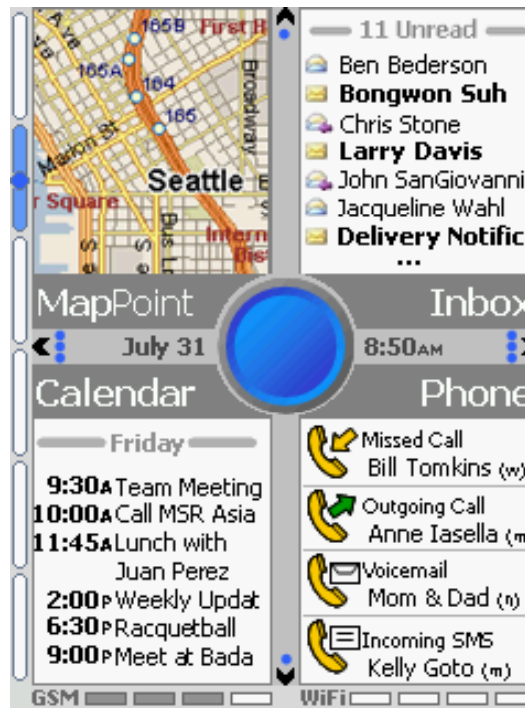 Ave
165B First H
165A
164
165
Broadway
Marion St
Seattle
r Square
Intern
Dis
Bus L
MapPoint
11 Unread
Ben Bederson
Bongwon Suh
Chris Stone
Larry Davis
John SanGiovanni
Jacqueline Wahl
Delivery Notific
...
Inbox
July 31
8:50AM
Calendar
Friday
9:30A Team Meeting
10:00A Call MSR Asia
11:45A Lunch with
Juan Perez
2:00P Weekly Updat
6:30P Racquetball
9:00P Meet at Bada
Phone
Missed Call
Bill Tomkins (w)
Outgoing Call
Anne Iasella (m
Voicemail
Mom & Dad (h)
Incoming SMS
Kelly Goto (m)
GSM
WiFi